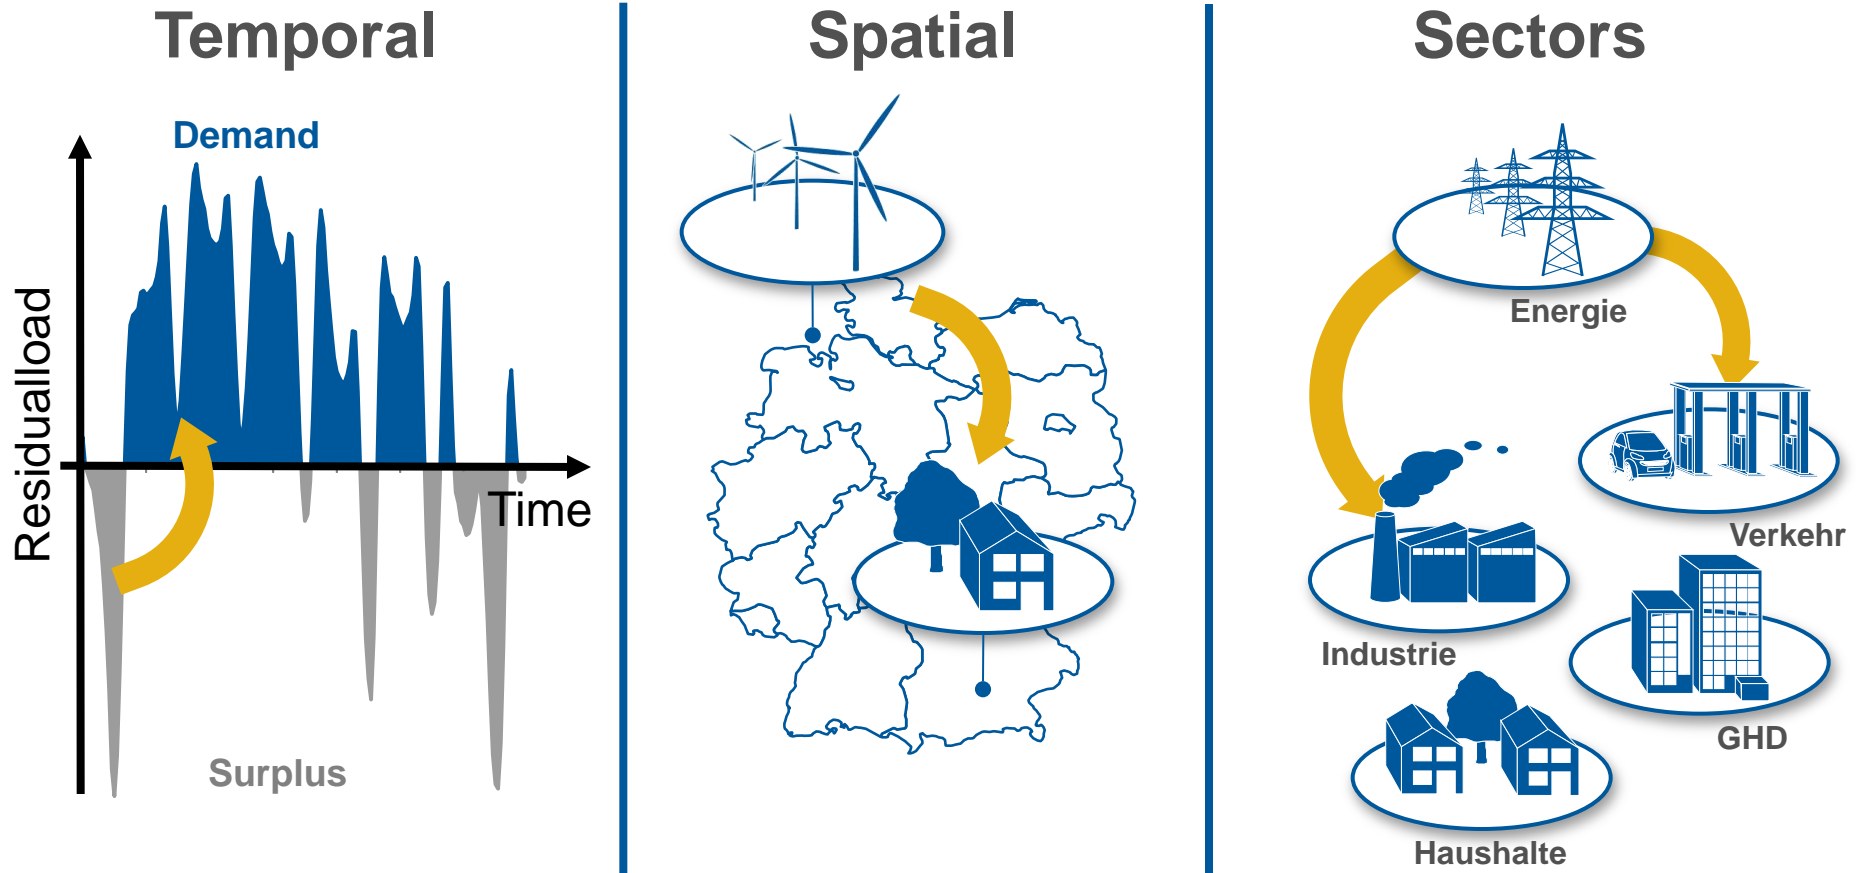 Temporal
Demand
Residualload
Time
Surplus
Spatial
Sectors
Energie
Verkehr
Industrie
GHD
Haushalte